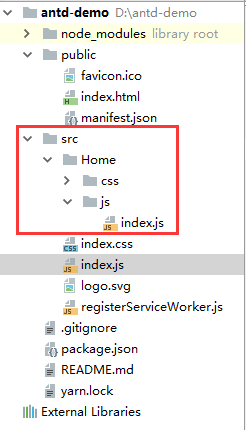 antd-demo D:\antd-demo
node_modules library root
public
favicon.ico
index.html
manifest.json
src
Home
css
js
index.js
index.css
index.js
logo.svg
registerServiceWorker.js
.gitignore
package.json
README.md
yarn.lock
External Libraries